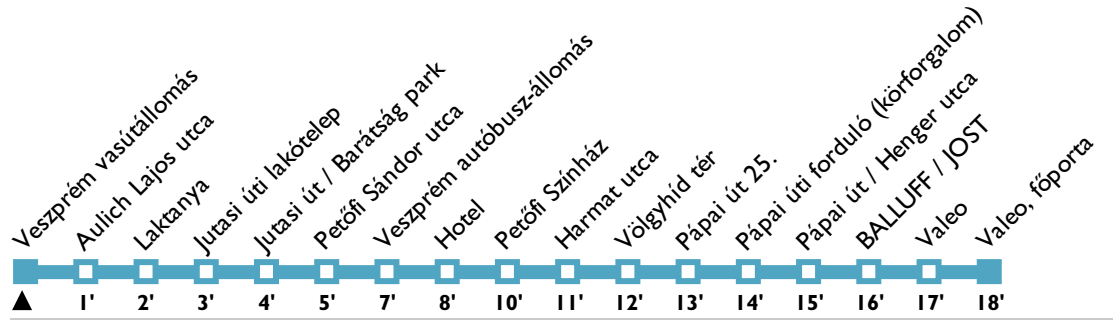 Veszprém vasútállomás
Aulich Lajos utca
Laktanya
Jutasi úti lakótelep
Jutasi út / Barátság park
Petőfi Sándor utca
Veszprém autóbusz-állomás
Hotel
Petőfi Színház
Harmat utca
Völgyhíd tér
Pápai út 25.
Pápai úti forduló (körforgalom)
Pápai út / Henger utca
BALLUFF / JOST
Valeo
Valeo, főporta
1' 2' 3' 4' 5' 7' 8' 10' 11' 12' 13' 14' 15' 16' 17' 18'